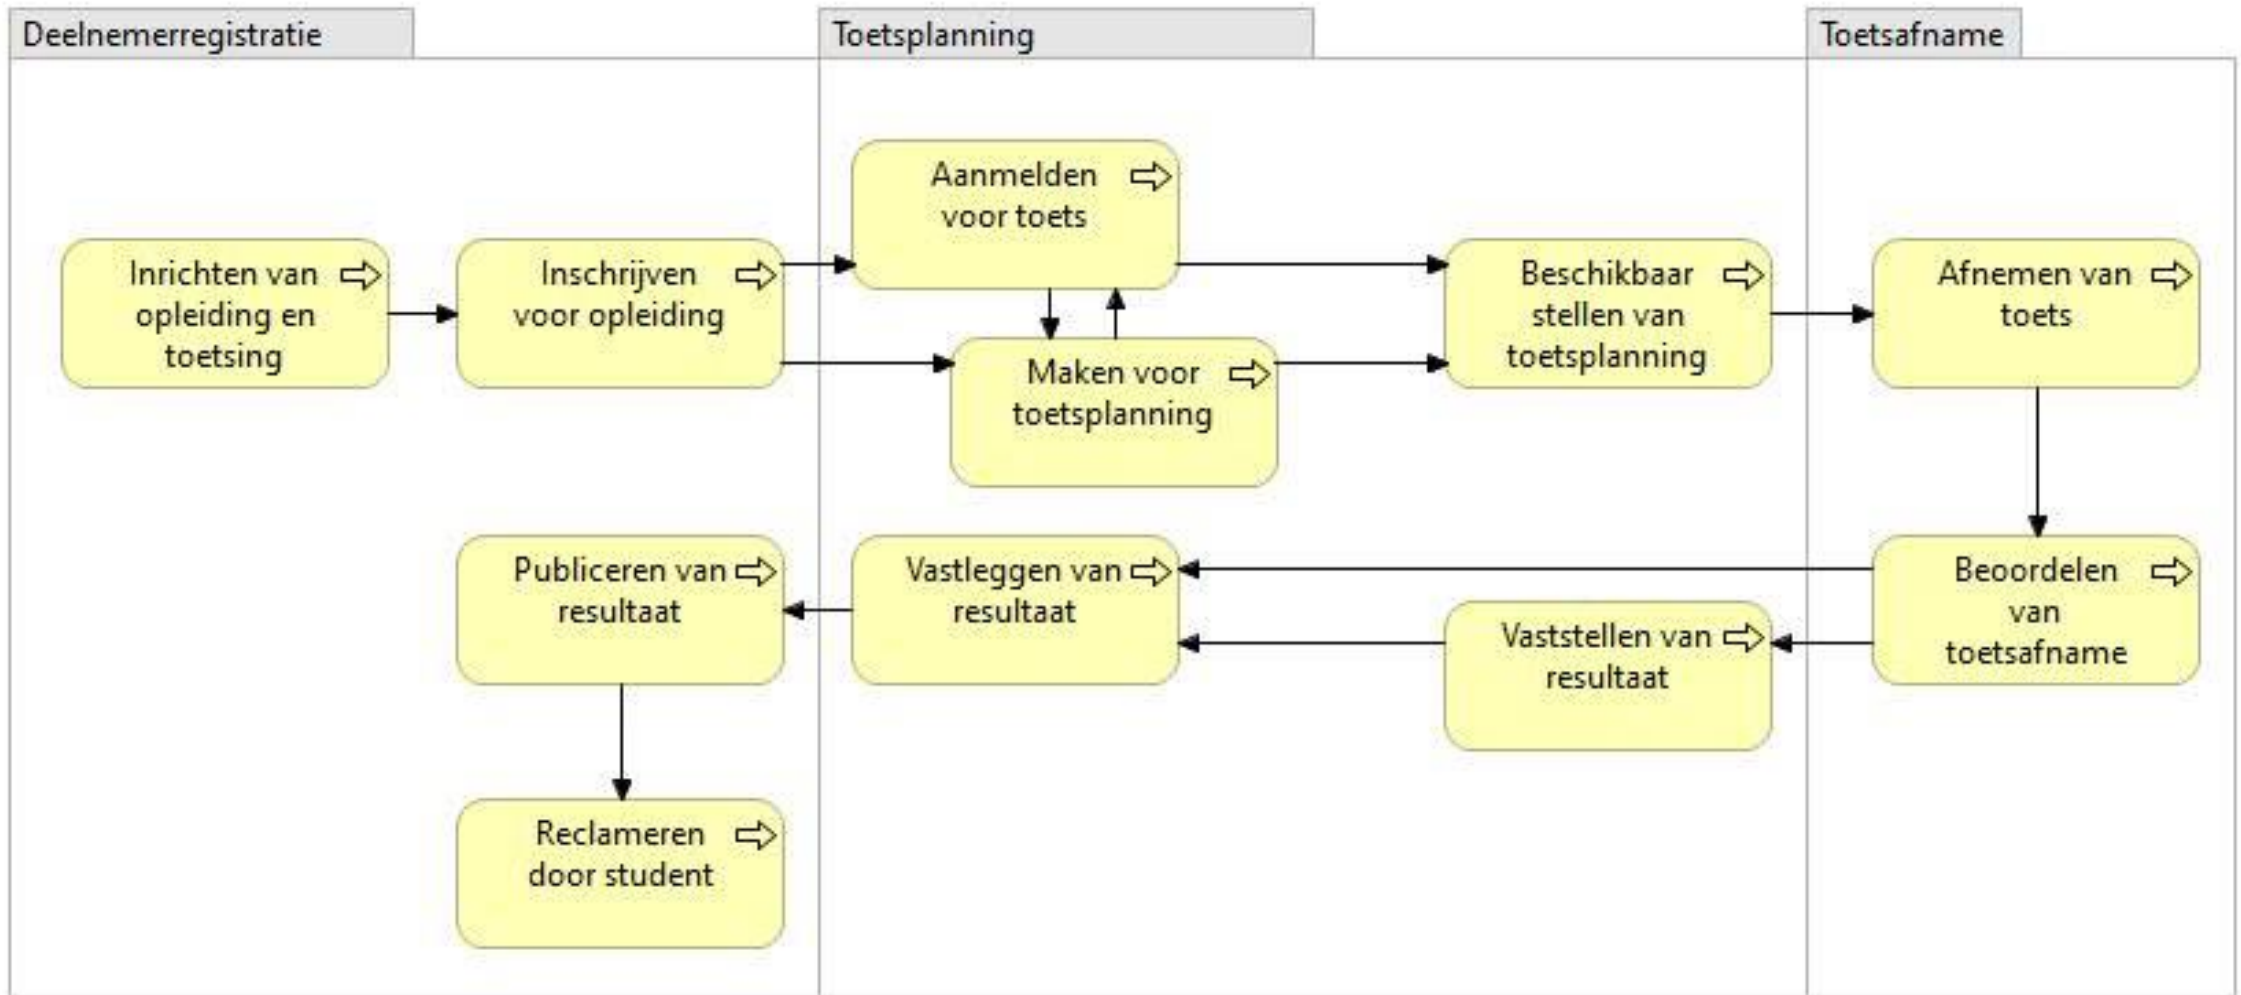 Deelnemerregistratie
Toetsplanning
Toetsafname
Aanmelden
voor toets
Inrichten van
opleiding en
toetsing
Inschrijven
voor opleiding
Beschikbaar
stellen van
toetsplanning
Afnemen van
toets
Maken voor
toetsplanning
Publiceren van
resultaat
Vastleggen van
resultaat
Vaststellen van
resultaat
Beoordelen
van
toetsafname
Reclameren
door student